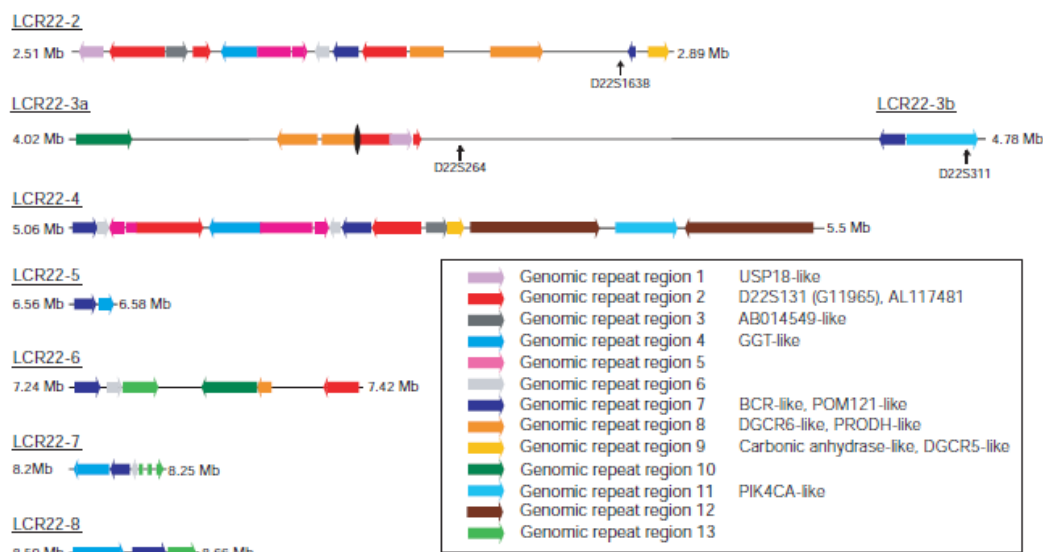 LCR22-2
2.51 Mb
2.89 Mb
D22S1638
LCR22-3a
LCR22-3b
4.02 Mb
4.78 Mb
D22S264
D22S311
LCR22-4
5.06 Mb
5.5 Mb
LCR22-5
6.56 Mb
6.58 Mb
LCR22-6
7.24 Mb
7.42 Mb
LCR22-7
8.2Mb
8.25 Mb
LCR22-8
Genomic repeat region 1 USP18-like
Genomic repeat region 2 D22S131 (G11965), AL117481
Genomic repeat region 3 AB014549-like
Genomic repeat region 4 GGT-like
Genomic repeat region 5
Genomic repeat region 6
Genomic repeat region 7 BCR-like, POM121-like
Genomic repeat region 8 DGCR6-like, PRODH-like
Genomic repeat region 9 Carbonic anhydrase-like, DGCR5-like
Genomic repeat region 10
Genomic repeat region 11 PIK4CA-like
Genomic repeat region 12
Genomic repeat region 13